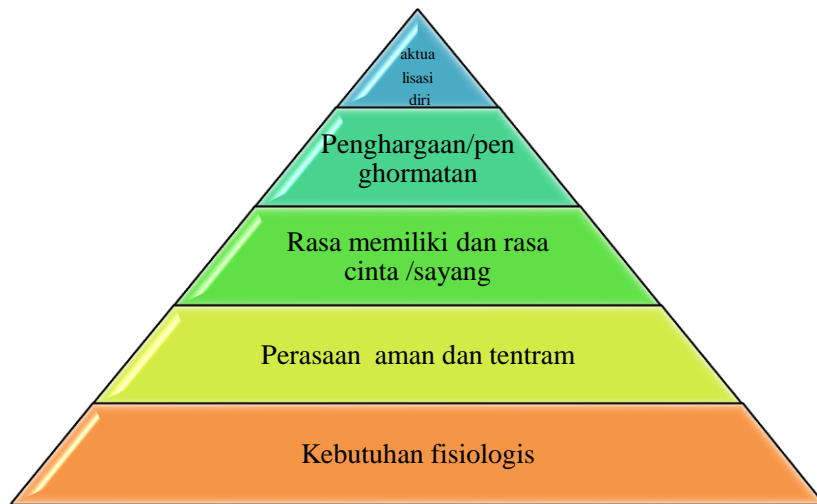 aktua
lisasi
diri
Penghargaan/pen
ghormatan
Rasa memiliki dan rasa
cinta /sayang
Perasaan  aman dan tentram
Kebutuhan fisiologis